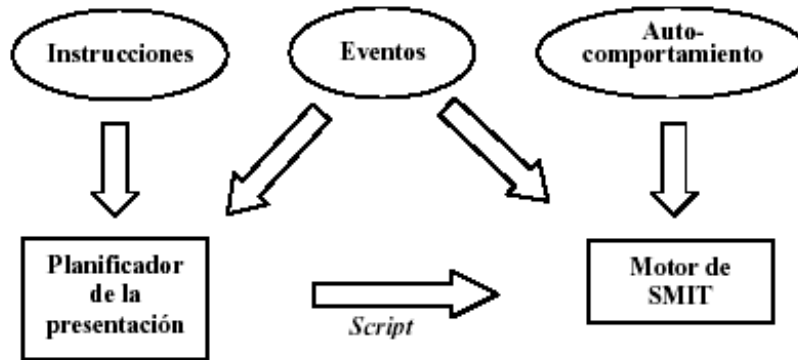 Instrucciones
Eventos
Auto-
comportamiento
Planificador
de la
presentación
Script
Motor de
SMIT